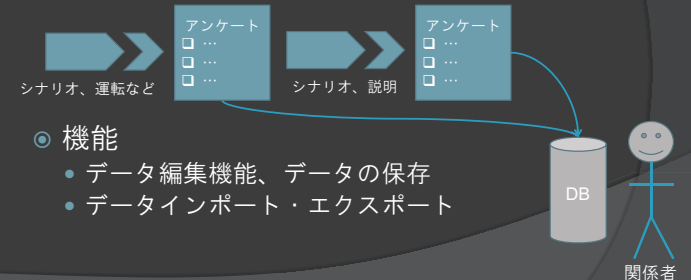 アンケート
❑ …
❑ …
❑ …
シナリオ、運転など
アンケート
❑ …
❑ …
❑ …
シナリオ、説明
機能
データ編集機能、データの保存
データインポート・エクスポート
DB
関係者